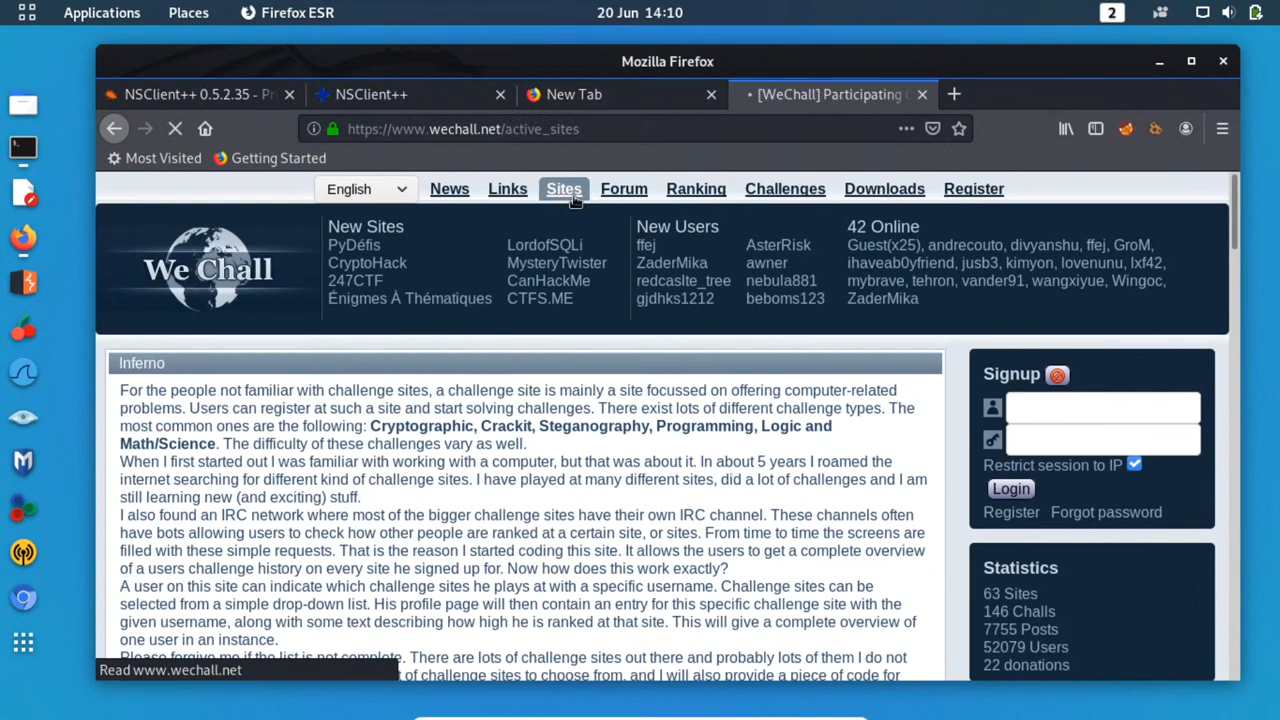 Applications Places Firefox ESR 20 Jun 14:10 2
Mozilla Firefox
NSClient++ 0.5.2.35 - Pri NSClient++ New Tab [WeChall] Participating
https://www.wechall.net/active_sites
Most Visited Getting Started
English News Links Sites Forum Ranking Challenges Downloads Register
We Chall
New Sites
PyDéfis LordofSQLi
CryptoHack MysteryTwister
247CTF CanHackMe
Énigmes À Thématiques CTFS.ME
New Users
ffej AsterRisk
ZaderMika awner
redcaslte_tree nebula881
gjdhks1212 beboms123
42 Online
Guest(x25), andrecouto, divyanshu, ffej, GroM,
ihaveab0yfriend, jusb3, kimyon, lovenunu, lxf42,
mybrave, tehron, vander91, wangxiyue, Wingoc,
ZaderMika
Inferno
For the people not familiar with challenge sites, a challenge site is mainly a site focussed on offering computer-related
problems. Users can register at such a site and start solving challenges. There exist lots of different challenge types. The
most common ones are the following: Cryptographic, Crackit, Steganography, Programming, Logic and
Math/Science. The difficulty of these challenges vary as well.
When I first started out I was familiar with working with a computer, but that was about it. In about 5 years I roamed the
internet searching for different kind of challenge sites. I have played at many different sites, did a lot of challenges and I am
still learning new (and exciting) stuff.
I also found an IRC network where most of the bigger challenge sites have their own IRC channel. These channels often
have bots allowing users to check how other people are ranked at a certain site, or sites. From time to time the screens are
filled with these simple requests. That is the reason I started coding this site. It allows the users to get a complete overview
of a users challenge history on every site he signed up for. Now how does this work exactly?
A user on this site can indicate which challenge sites he plays at with a specific username. Challenge sites can be
selected from a simple drop-down list. His profile page will then contain an entry for this specific challenge site with the
given username, along with some text describing how high he is ranked at that site. This will give a complete overview of
one user in an instance.
Please forgive me if the list is not complete. There are lots of challenge sites out there and probably lots of them I do not
t of challenge sites to choose from, and I will also provide a piece of code for
Signup
Restrict session to IP
Login
Register Forgot password
Statistics
63 Sites
146 Challs
7755 Posts
52079 Users
22 donations
Read www.wechall.net